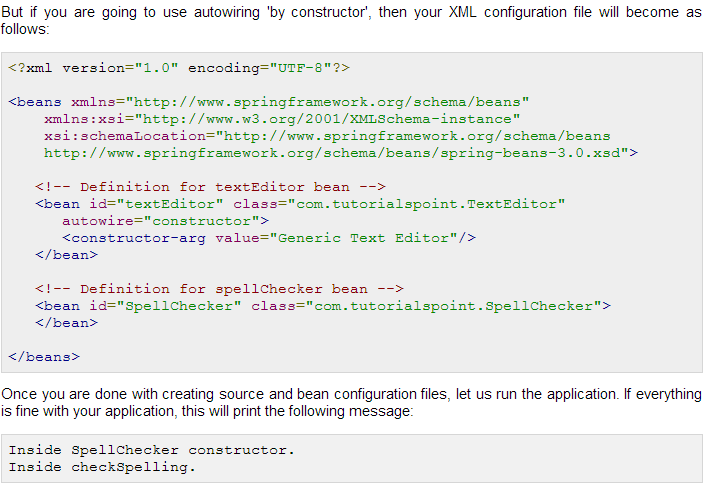 But if you are going to use autowiring 'by constructor', then your XML configuration file will become as
follows:
<?xml version="1.0" encoding="UTF-8"?>
<beans xmlns="http://www.springframework.org/schema/beans"
    xmlns:xsi="http://www.w3.org/2001/XMLSchema-instance"
    xsi:schemaLocation="http://www.springframework.org/schema/beans
    http://www.springframework.org/schema/beans/spring-beans-3.0.xsd">
   <!-- Definition for textEditor bean -->
   <bean id="textEditor" class="com.tutorialspoint.TextEditor"
      autowire="constructor">
      <constructor-arg value="Generic Text Editor"/>
   </bean>
   <!-- Definition for spellChecker bean -->
   <bean id="SpellChecker" class="com.tutorialspoint.SpellChecker">
   </bean>
</beans>
Once you are done with creating source and bean configuration files, let us run the application. If everything
is fine with your application, this will print the following message:
Inside SpellChecker constructor.
Inside checkSpelling.